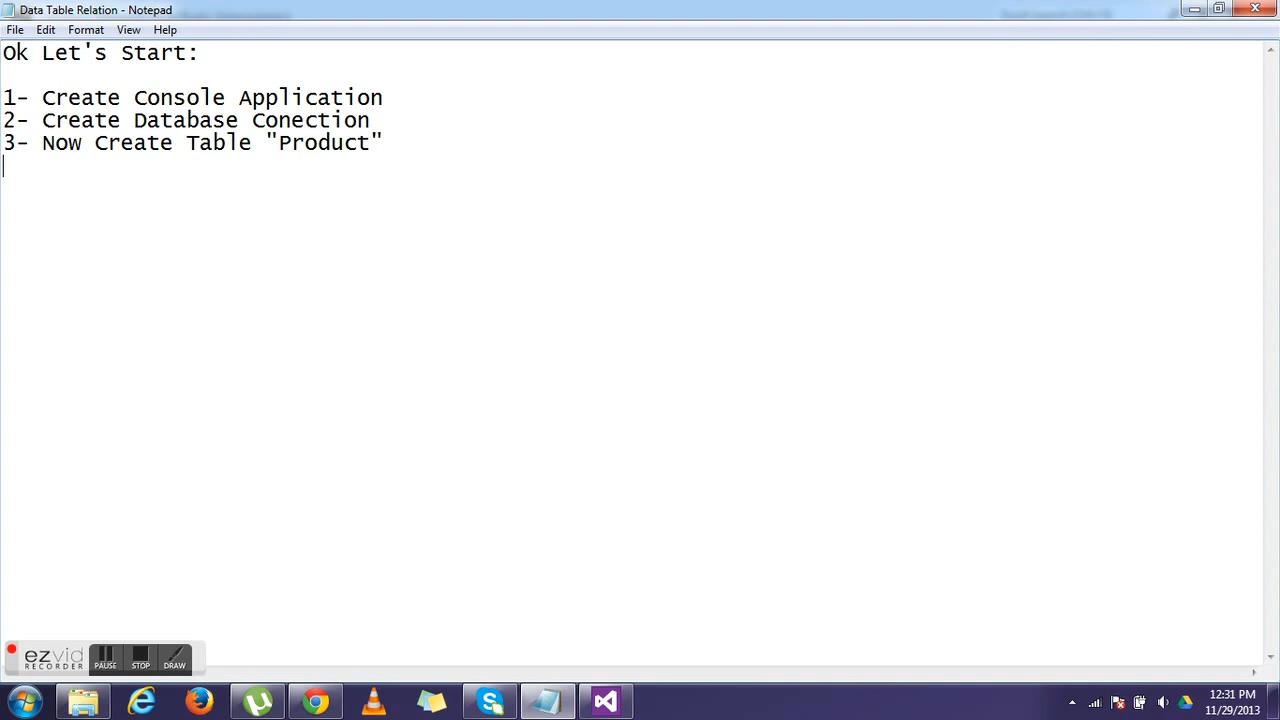 Data Table Relation - Notepad
File Edit Format View Help
Ok Let's Start:
1- Create Console Application
2- Create Database Conection
3- Now Create Table "Product"
ezvid
RECORDER
PAUSE STOP DRAW
12:31 PM
11/29/2013